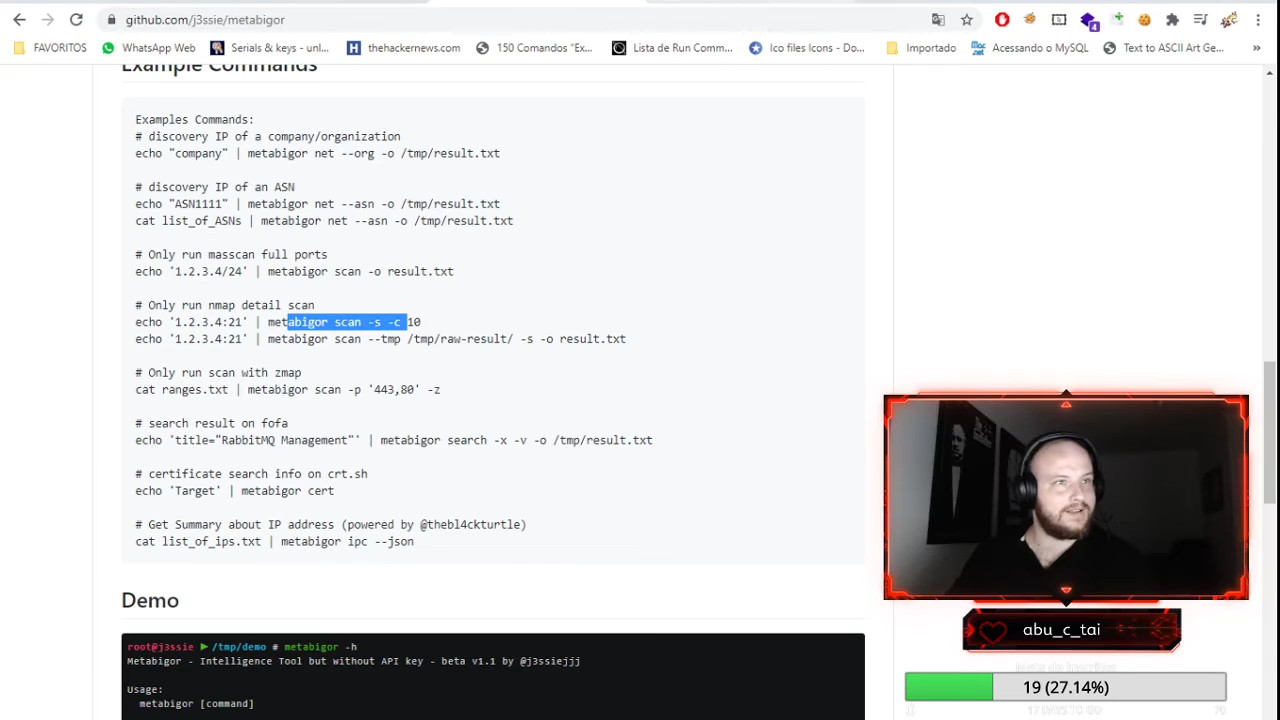 github.com/j3ssie/metabigor
4
FAVORITOS
WhatsApp Web
Serials & keys - unl...
thehackernews.com
150 Comandos "Ex...
Lista de Run Comm...
Ico files Icons - Do...
Importado
Acessando o MySQL
Text to ASCII Art Ge...
»
Example Commands
Examples Commands:
# discovery IP of a company/organization
echo "company" | metabigor net --org -o /tmp/result.txt
# discovery IP of an ASN
echo "ASN1111" | metabigor net --asn -o /tmp/result.txt
cat list_of_ASNs | metabigor net --asn -o /tmp/result.txt
# Only run masscan full ports
echo '1.2.3.4/24' | metabigor scan -o result.txt
# Only run nmap detail scan
echo '1.2.3.4:21' | metabigor scan -s -c 10
echo '1.2.3.4:21' | metabigor scan --tmp /tmp/raw-result/ -s -o result.txt
# Only run scan with zmap
cat ranges.txt | metabigor scan -p '443,80' -z
# search result on fofa
echo 'title="RabbitMQ Management"' | metabigor search -x -v -o /tmp/result.txt
# certificate search info on crt.sh
echo 'Target' | metabigor cert
# Get Summary about IP address (powered by @thebl4ckturtle)
cat list_of_ips.txt | metabigor ipc --json
Demo
root@j3ssie /tmp/demo # metabigor -h
Metabigor - Intelligence Tool but without API key - beta v1.1 by @j3ssiejjj
Usage:
metabigor [command]
abu_c_tai
Meta de Inscritos
19 (27.14%)
17 DAYS TO GO
70